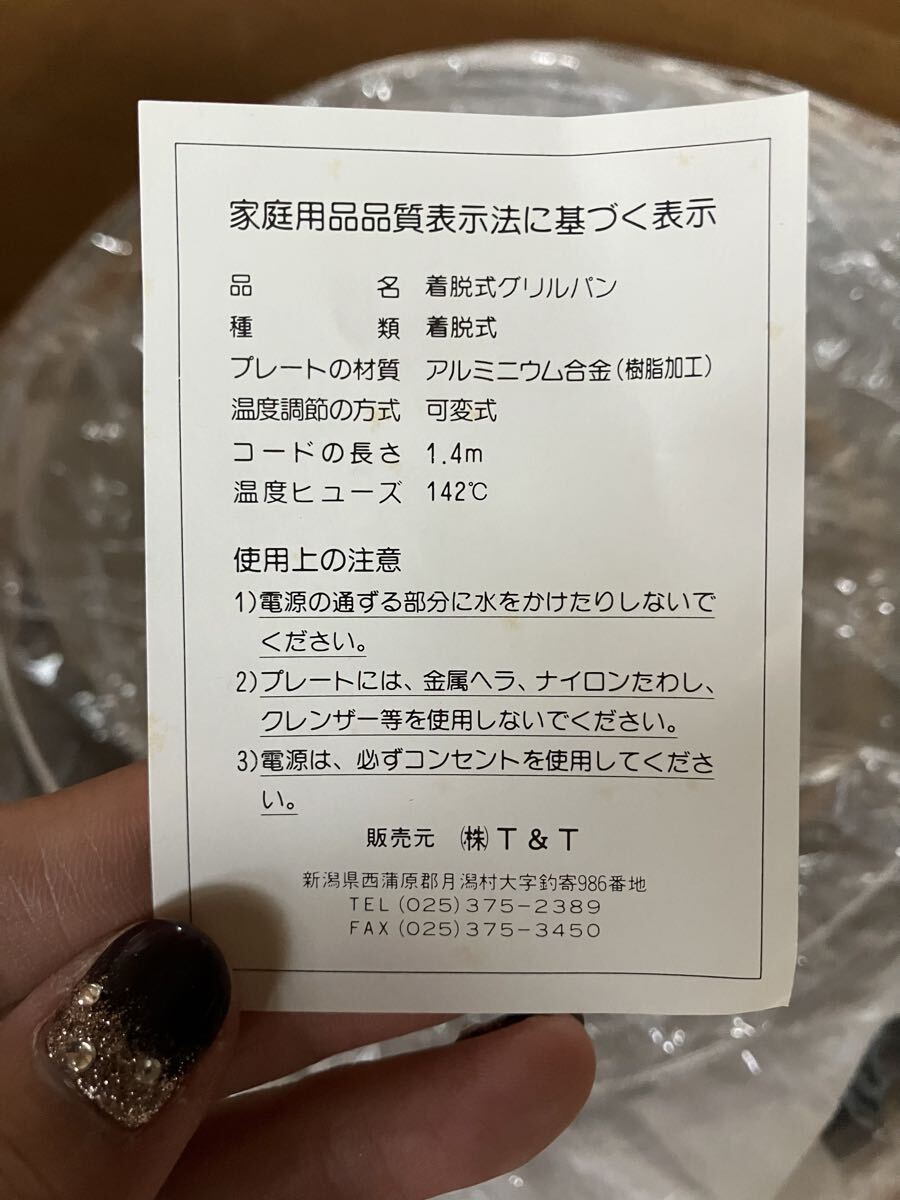 家庭用品品質表示法に基づく表示
品名 着脱式グリルパン
種類 着脱式
プレートの材質 アルミニウム合金(樹脂加工)
温度調節の方式 可変式
コードの長さ 1.4m
温度ヒューズ 142℃
使用上の注意
1)電源の通ずる部分に水をかけたりしないで
ください。
2)プレートには、金属ヘラ、ナイロンたわし、
クレンザー等を使用しないでください。
3)電源は、必ずコンセントを使用してくださ
い。
販売元 ㈱T&T
新潟県西蒲原郡月潟村大字釣寄986番地
TEL(025)375-2389
FAX(025)375-3450